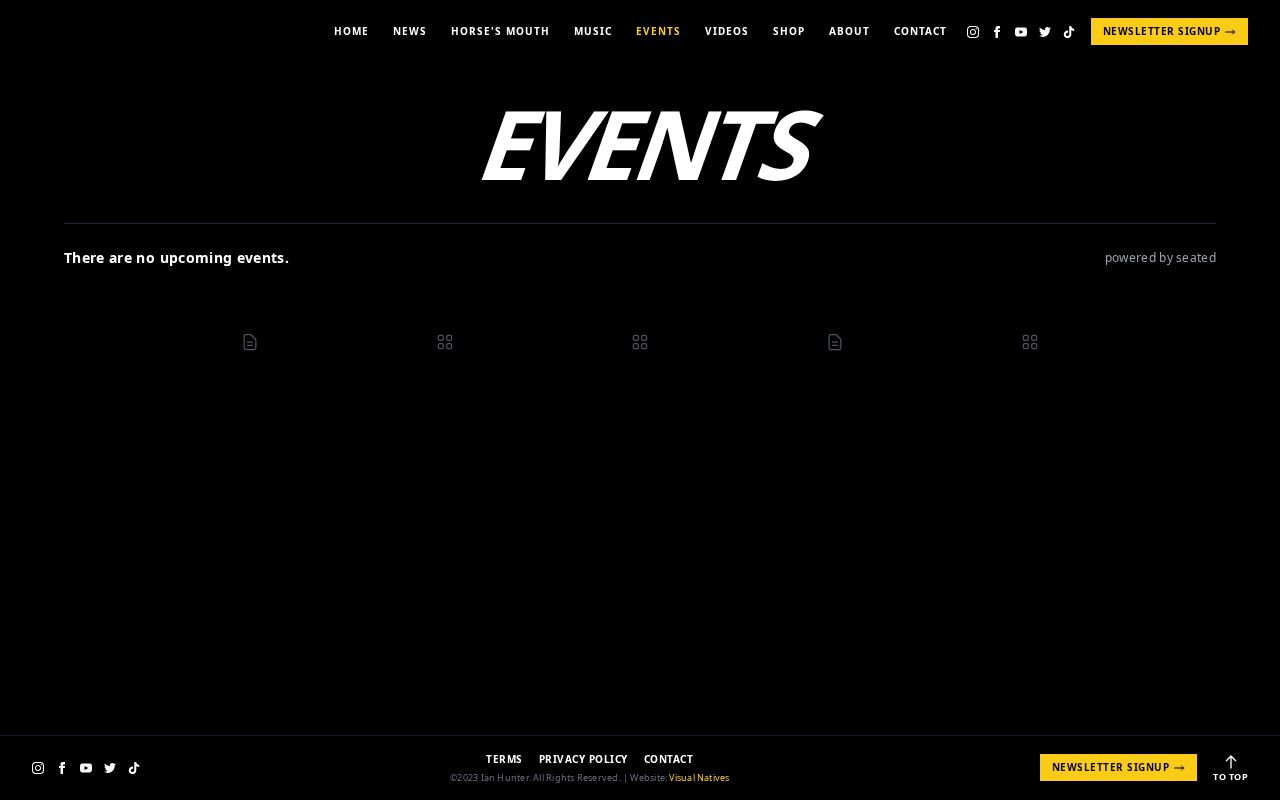 HOME NEWS HORSE'S MOUTH MUSIC EVENTS VIDEOS SHOP ABOUT CONTACT NEWSLETTER SIGNUP →
EVENTS
There are no upcoming events.
powered by seated
TERMS PRIVACY POLICY CONTACT
©2023 Ian Hunter. All Rights Reserved. | Website: Visual Natives
NEWSLETTER SIGNUP →
TO TOP